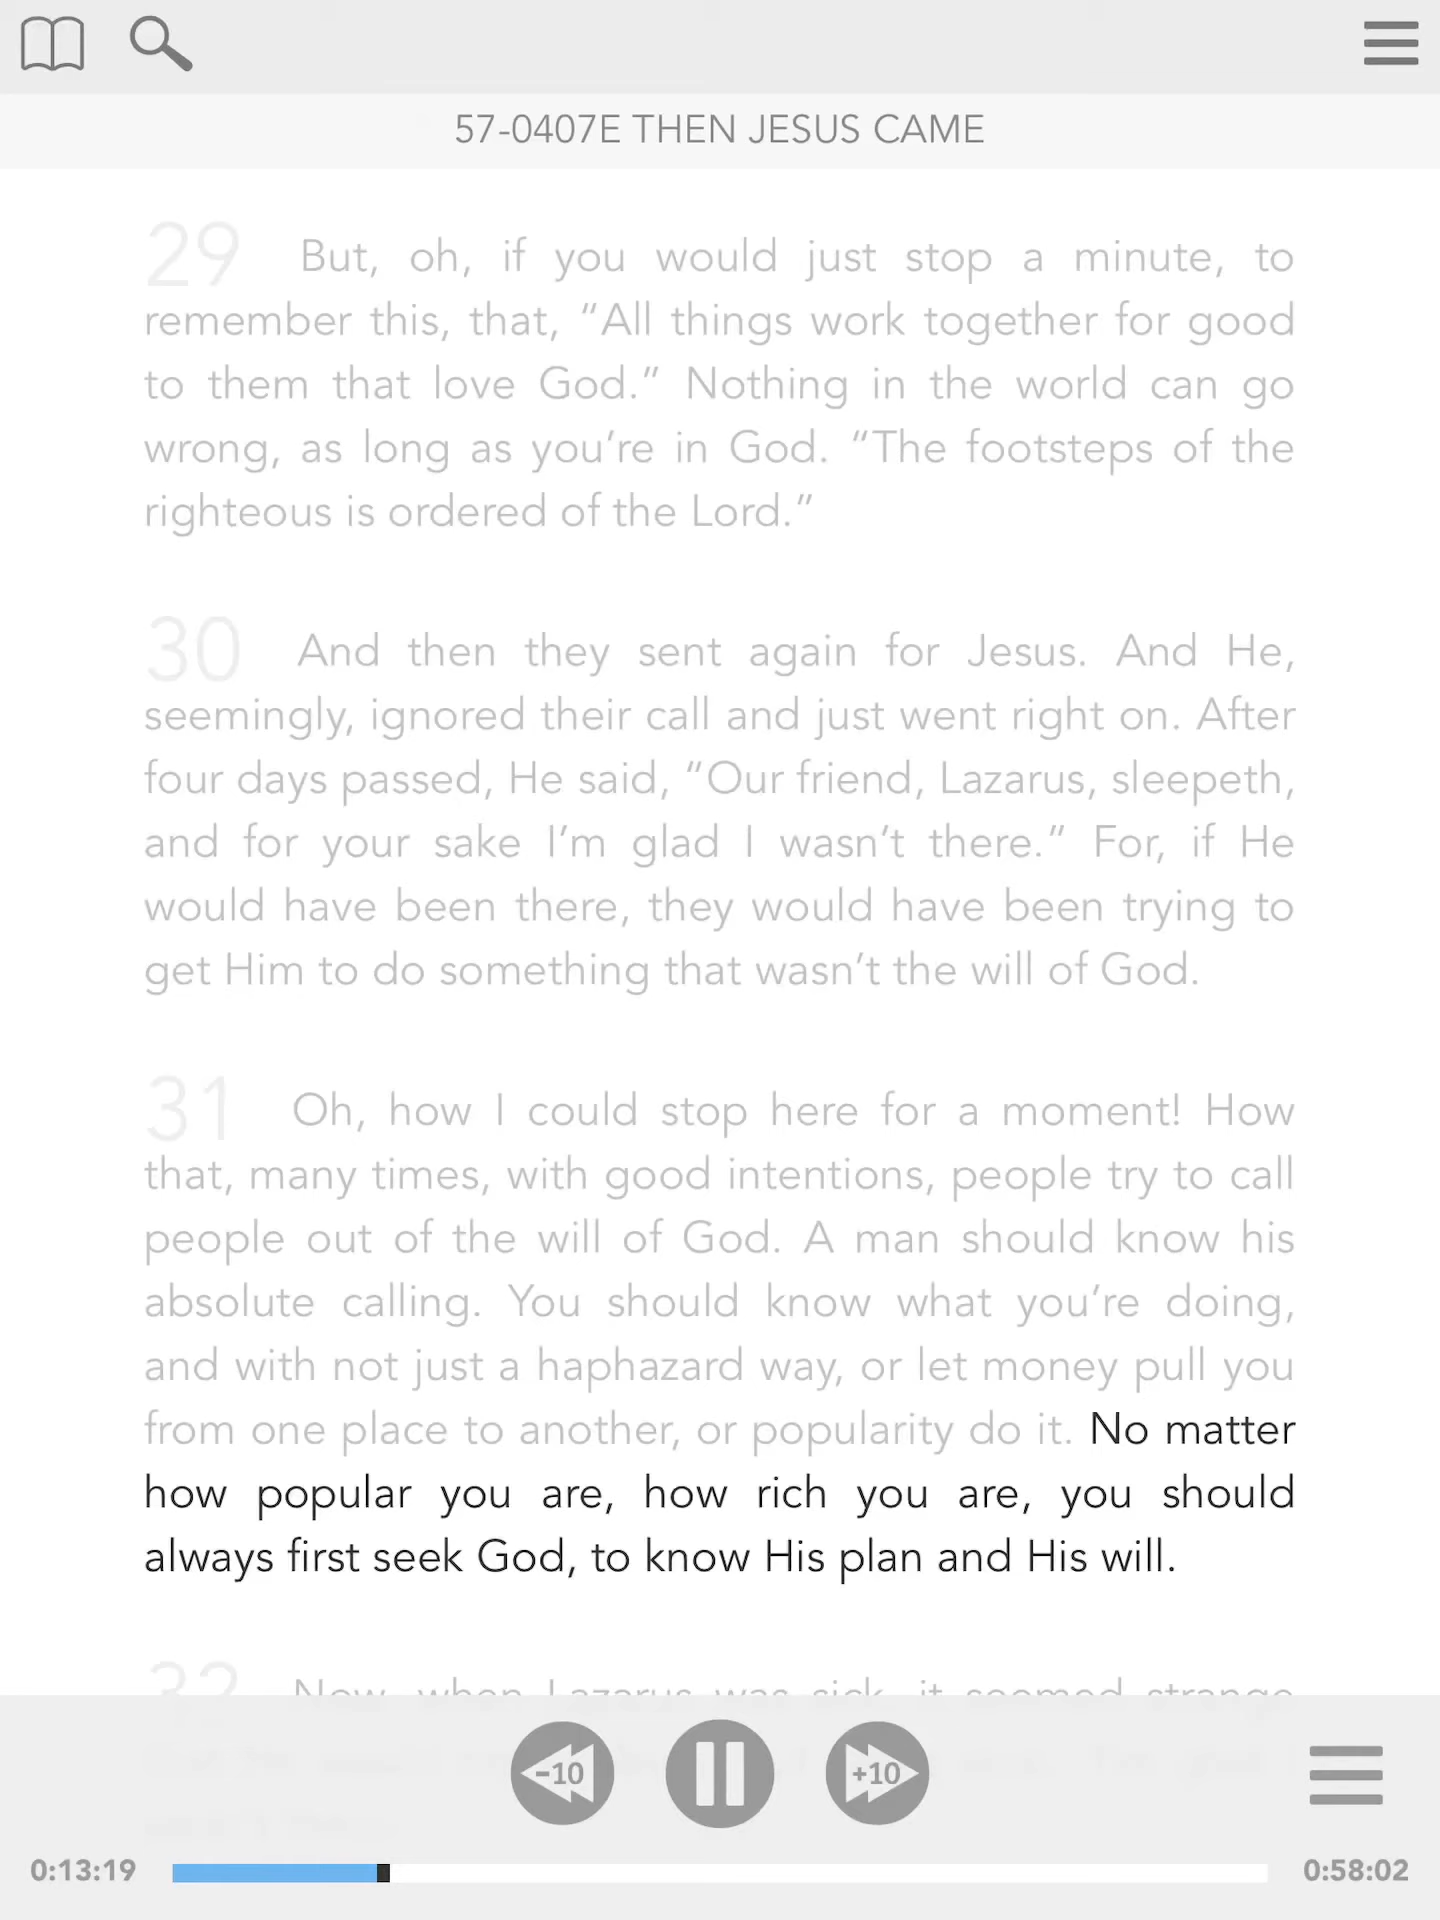 57-0407E THEN JESUS CAME
29 But, oh, if you would just stop a minute, to
remember this, that, “All things work together for good
to them that love God.” Nothing in the world can go
wrong, as long as you’re in God. “The footsteps of the
righteous is ordered of the Lord.”
30 And then they sent again for Jesus. And He,
seemingly, ignored their call and just went right on. After
four days passed, He said, “Our friend, Lazarus, sleepeth,
and for your sake I’m glad I wasn’t there.” For, if He
would have been there, they would have been trying to
get Him to do something that wasn’t the will of God.
31 Oh, how I could stop here for a moment! How
that, many times, with good intentions, people try to call
people out of the will of God. A man should know his
absolute calling. You should know what you’re doing,
and with not just a haphazard way, or let money pull you
from one place to another, or popularity do it. No matter
how popular you are, how rich you are, you should
always first seek God, to know His plan and His will.
32 Now, when Lazarus was sick, it seemed strange
-10 +10
0:13:19 0:58:02